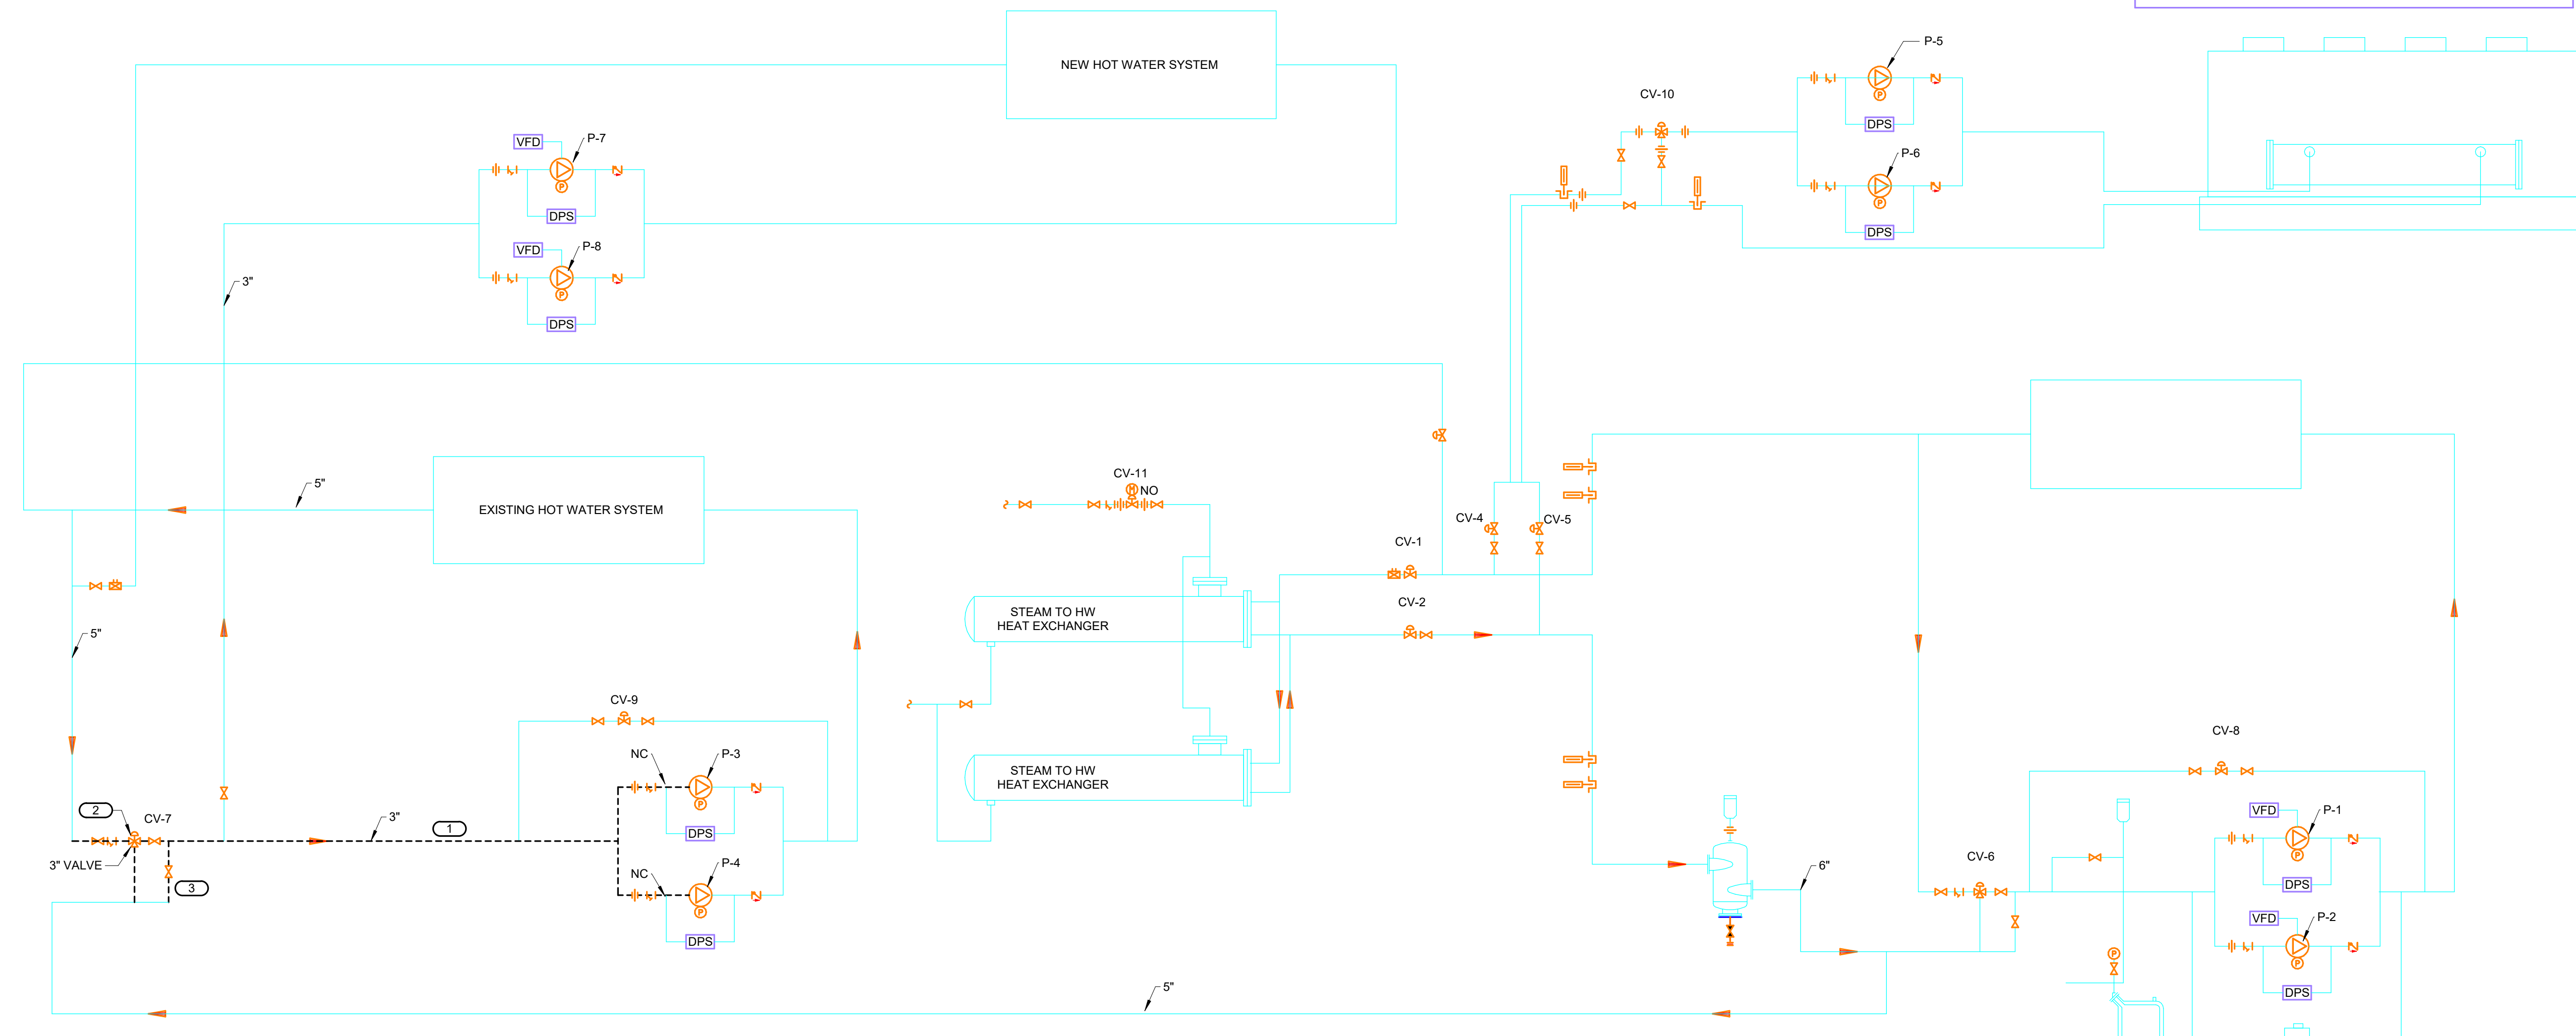 NEW HOT WATER SYSTEM
P-5
CV-10
DPS
P-6
DPS
VFD
P-7
DPS
VFD
P-8
DPS
3"
5"
EXISTING HOT WATER SYSTEM
CV-11
M
NO
CV-4
CV-5
CV-1
CV-2
STEAM TO HW
HEAT EXCHANGER
STEAM TO HW
HEAT EXCHANGER
5"
CV-9
NC
P-3
DPS
NC
P-4
DPS
2
CV-7
3"
1
3" VALVE
3
CV-8
VFD
P-1
DPS
CV-6
VFD
P-2
DPS
6"
5"
P
P
P
P
P
P
P
P
P